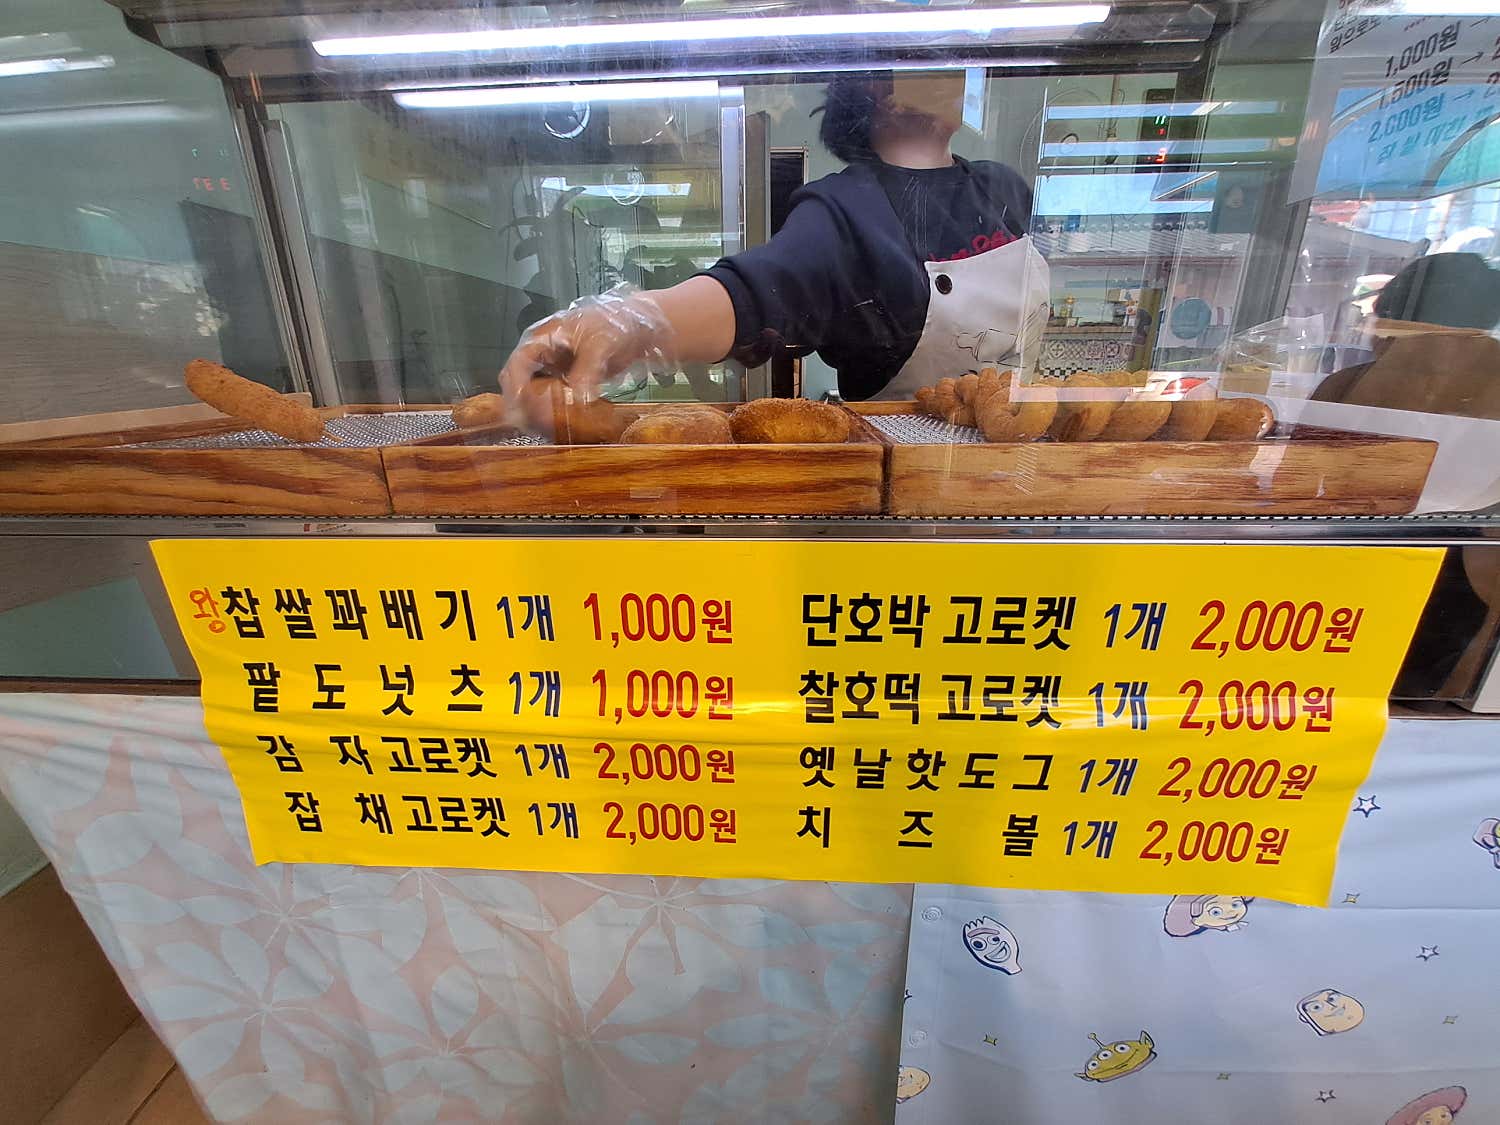 앞으로도
1,000원 →
1,500원 →
2,000원 →
왕찹쌀꽈배기 1개 1,000원
팥도넛츠 1개 1,000원
감자고로켓 1개 2,000원
잡채고로켓 1개 2,000원
단호박 고로켓 1개 2,000원
찰호떡 고로켓 1개 2,000원
옛날핫도그 1개 2,000원
치즈볼 1개 2,000원